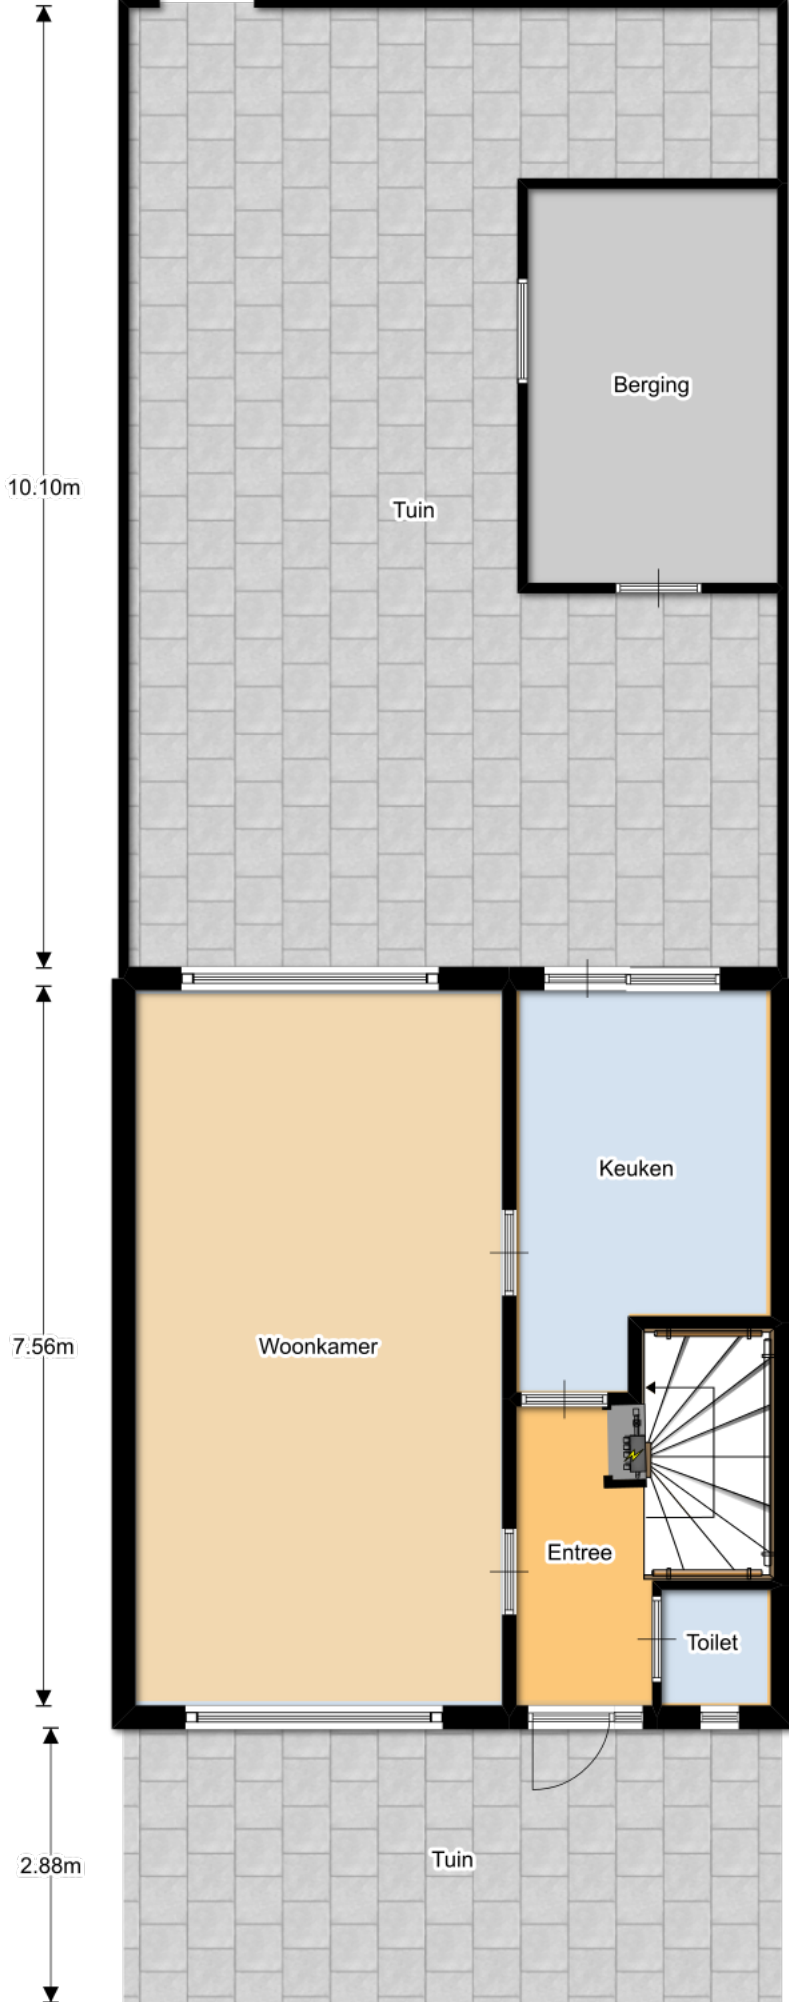 Berging
10.10m
Tuin
Keuken
7.56m
Woonkamer
Entree
Toilet
Tuin
2.88m